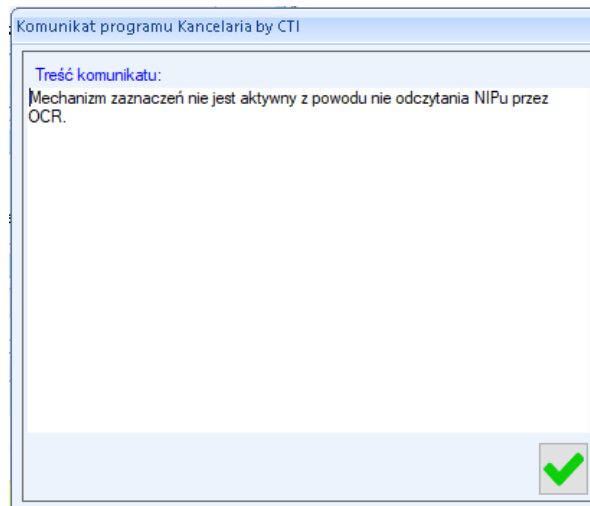 Komunikat programu Kancelaria by CTI
Treść komunikatu:
Mechanizm zaznaczeń nie jest aktywny z powodu nie odczytania NIPu przez
OCR.